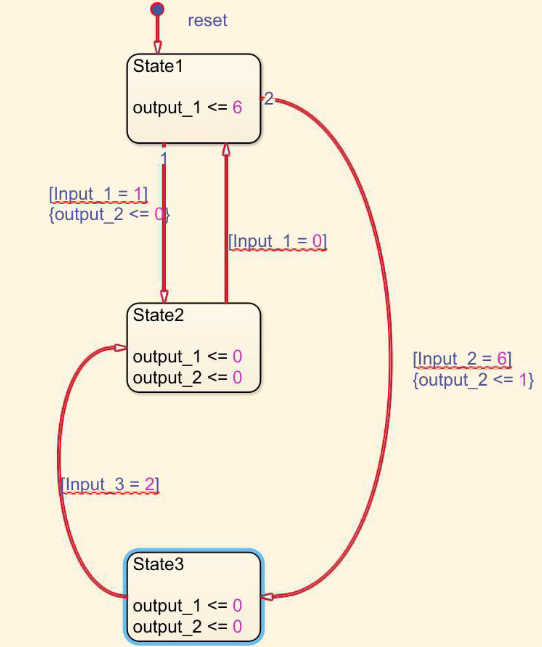 reset
State1
output_1 <= 6
2
1
[Input_1 = 1]
{output_2 <= 0}
[Input_1 = 0]
State2
output_1 <= 0
output_2 <= 0
[Input_2 = 6]
{output_2 <= 1}
[Input_3 = 2]
State3
output_1 <= 0
output_2 <= 0